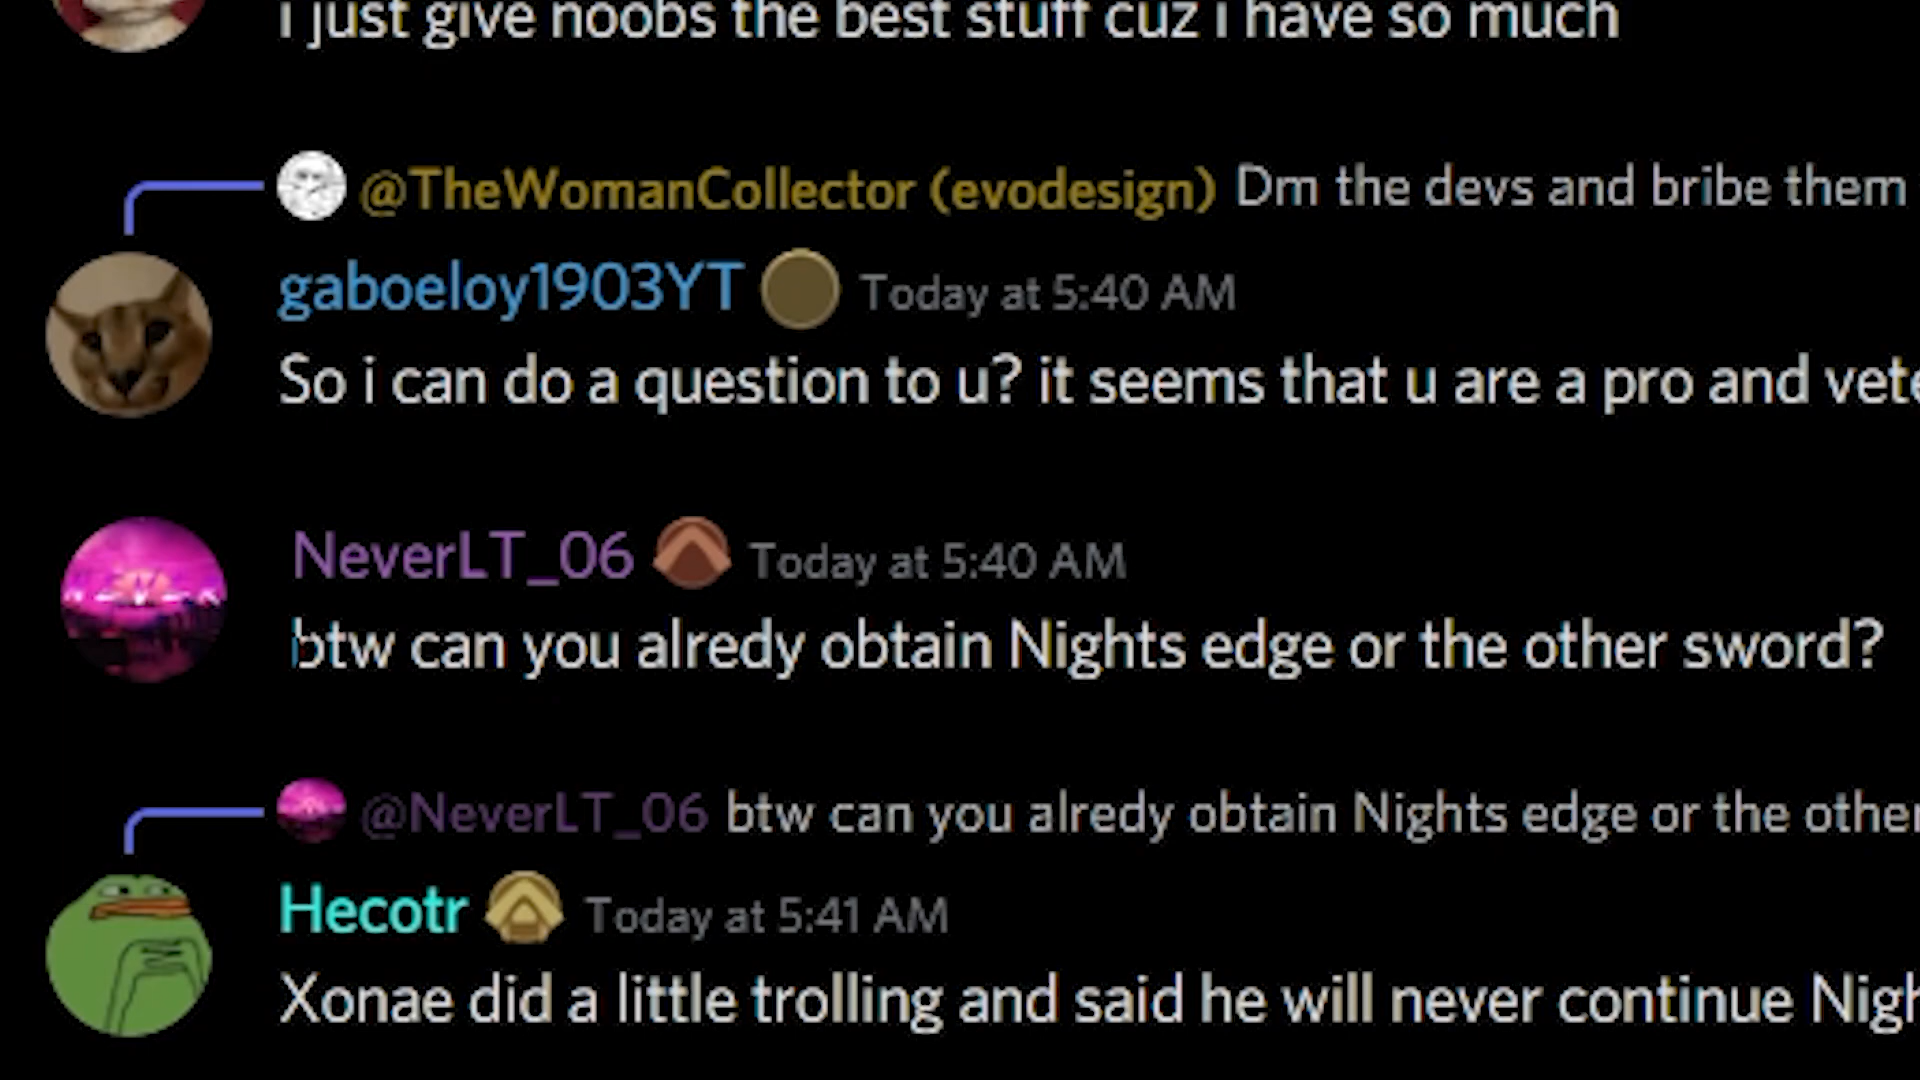 i just give noobs the best stuff cuz i have so much
@TheWomanCollector (evodesign) Dm the devs and bribe them
gaboeloy1903YT Today at 5:40 AM
So i can do a question to u? it seems that u are a pro and
NeverLT_06 Today at 5:40 AM
btw can you alredy obtain Nights edge or the other sword?
@NeverLT_06 btw can you alredy obtain Nights edge or the other
Hecotr Today at 5:41 AM
Xonae did a little trolling and said he will never continue